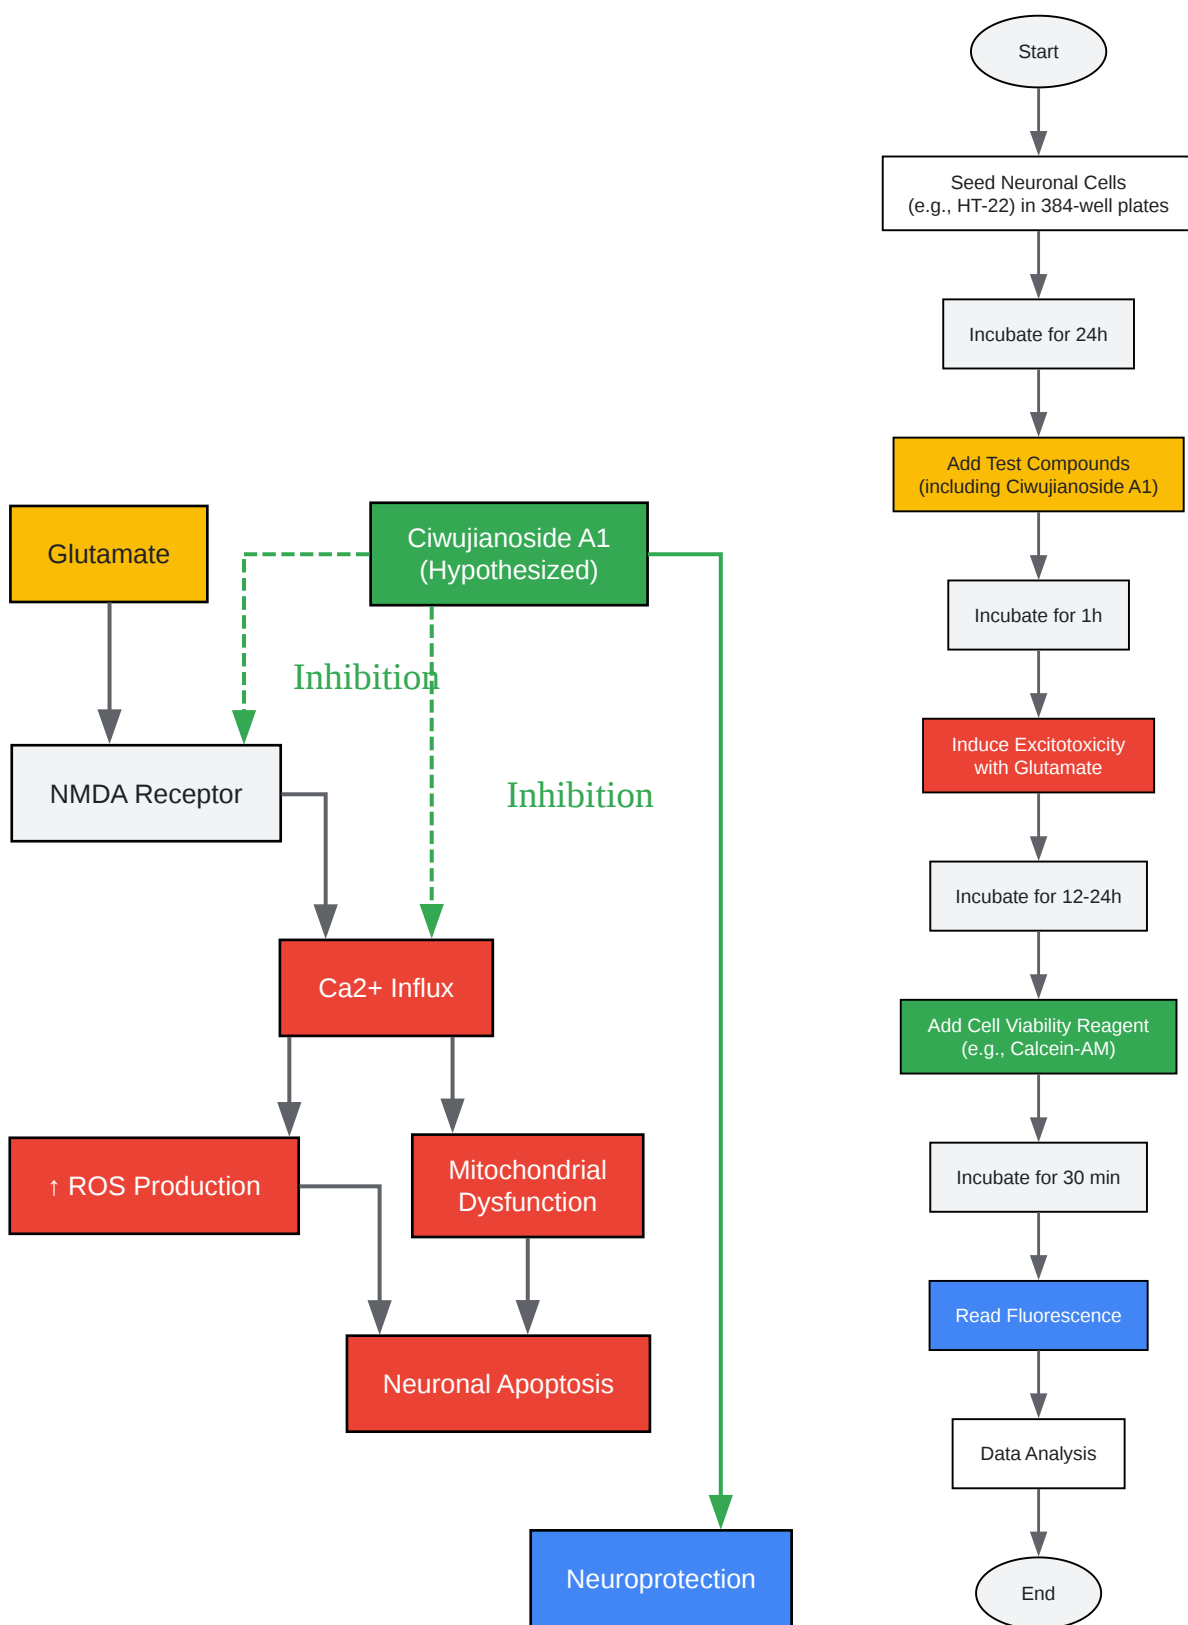 Glutamate
Ciwujianoside A1
(Hypothesized)
Inhibition
NMDA Receptor
Inhibition
Ca2+ Influx
↑ ROS Production
Mitochondrial
Dysfunction
Neuronal Apoptosis
Neuroprotection
Start
Seed Neuronal Cells
(e.g., HT-22) in 384-well plates
Incubate for 24h
Add Test Compounds
(including Ciwujianoside A1)
Incubate for 1h
Induce Excitotoxicity
with Glutamate
Incubate for 12-24h
Add Cell Viability Reagent
(e.g., Calcein-AM)
Incubate for 30 min
Read Fluorescence
Data Analysis
End